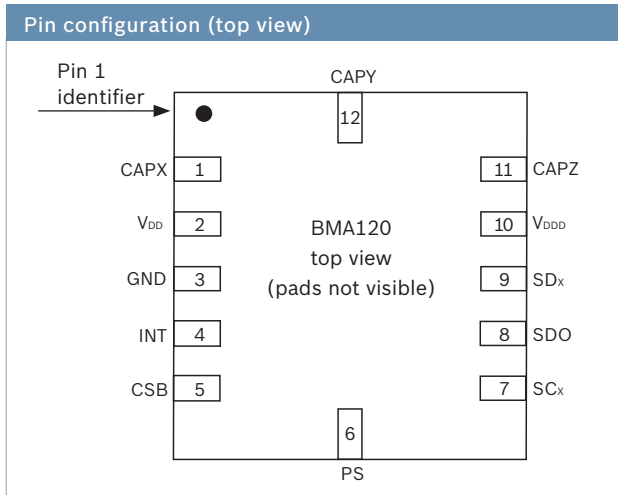 Pin configuration (top view)
Pin 1
identifier
CAPY
12
CAPX 1
11 CAPZ
VDD 2
10 VDDD
BMA120
top view
(pads not visible)
GND 3
9 SDx
INT 4
8 SDO
CSB 5
7 SCx
6
PS